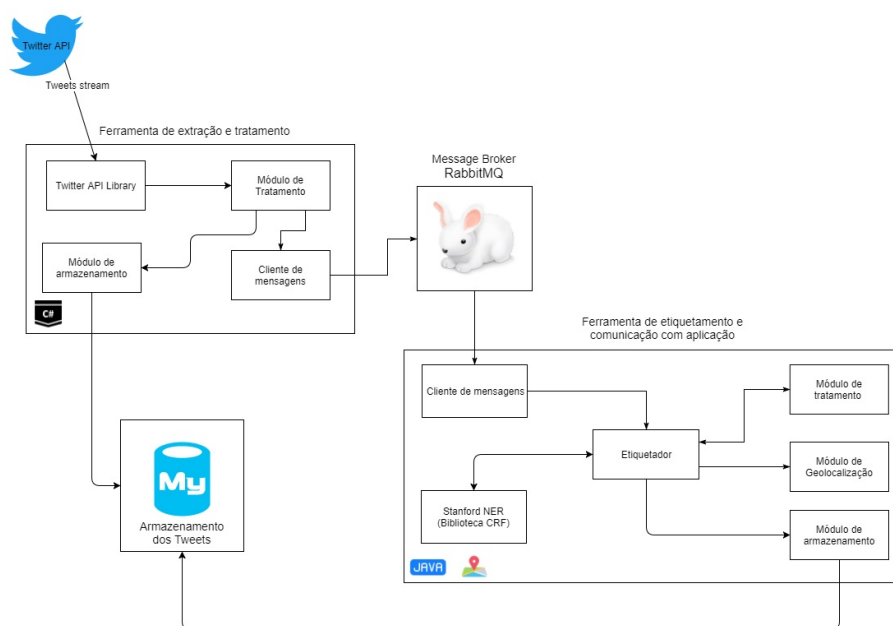 Twitter API
Tweets stream
Ferramenta de extração e tratamento
Twitter API Library
Módulo de
Tratamento
Módulo de
armazenamento
Cliente de
mensagens
C#
Message Broker
RabbitMQ
Ferramenta de etiquetamento e
comunicação com aplicação
Cliente de mensagens
Módulo de
tratamento
Etiquetador
Módulo de
Geolocalização
Stanford NER
(Biblioteca CRF)
Módulo de
armazenamento
JAVA
My
Armazenamento
dos Tweets